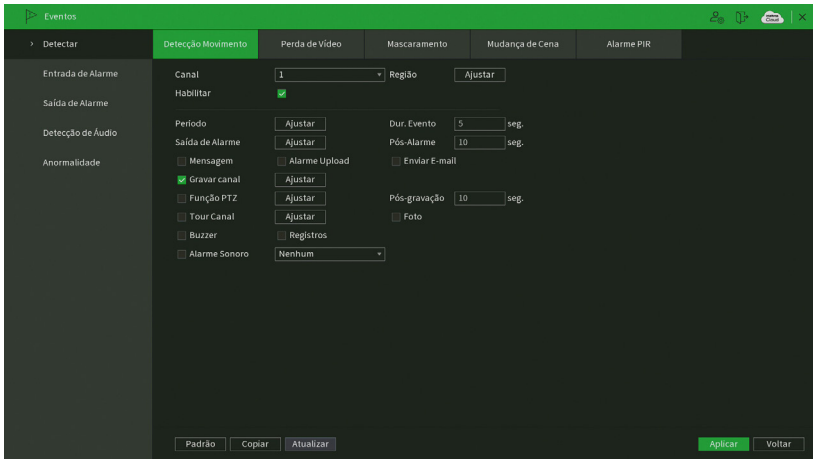 Eventos
Cloud
› Detectar
Detecção Movimento Perda de Vídeo Mascaramento Mudança de Cena Alarme PIR
Entrada de Alarme
Saída de Alarme
Detecção de Áudio
Anormalidade
Canal 1 Região Ajustar
Habilitar
Período Ajustar Dur. Evento 5 seg.
Saída de Alarme Ajustar Pós-Alarme 10 seg.
Mensagem Alarme Upload Envíar E-mail
Gravar canal Ajustar
Função PTZ Ajustar Pós-gravação 10 seg.
Tour Canal Ajustar Foto
Buzzer Registros
Alarme Sonoro Nenhum
Padrão Copiar Atualizar Aplicar Voltar